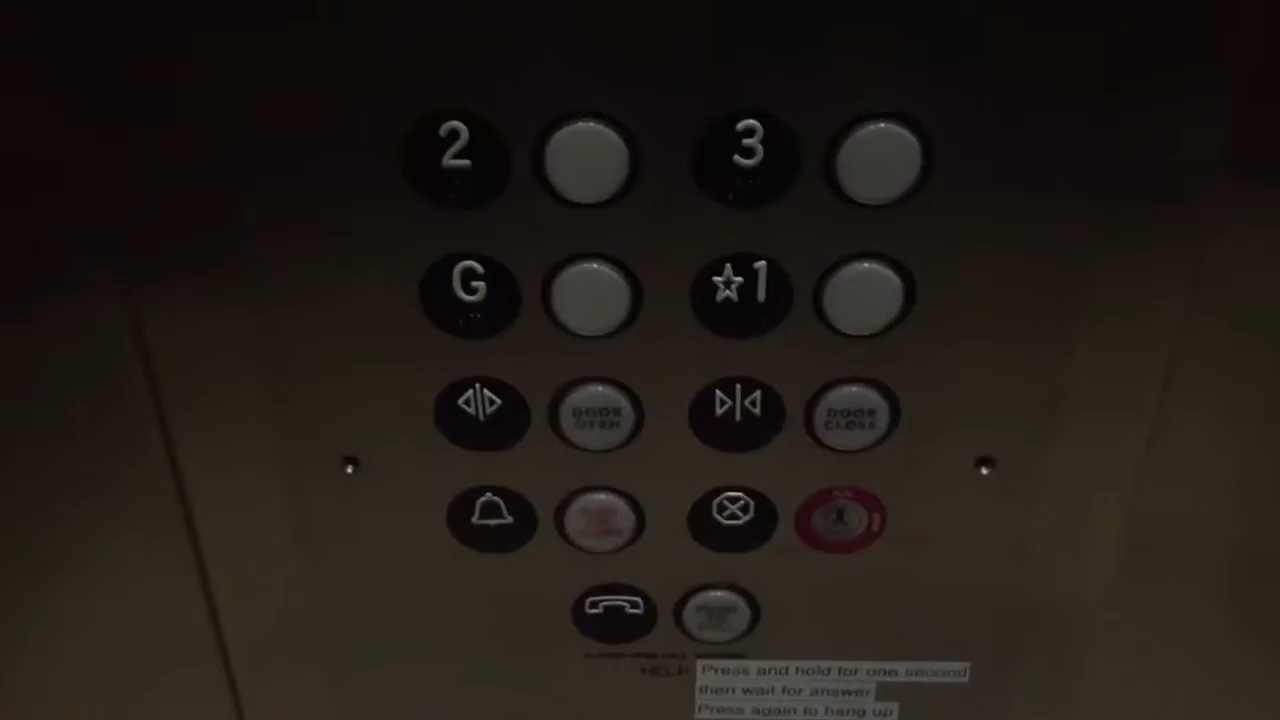 2 3
G ☆1
DOOR
OPEN
DOOR
CLOSE
HELP
Press and hold for one second
then wait for answer
Press again to hang up